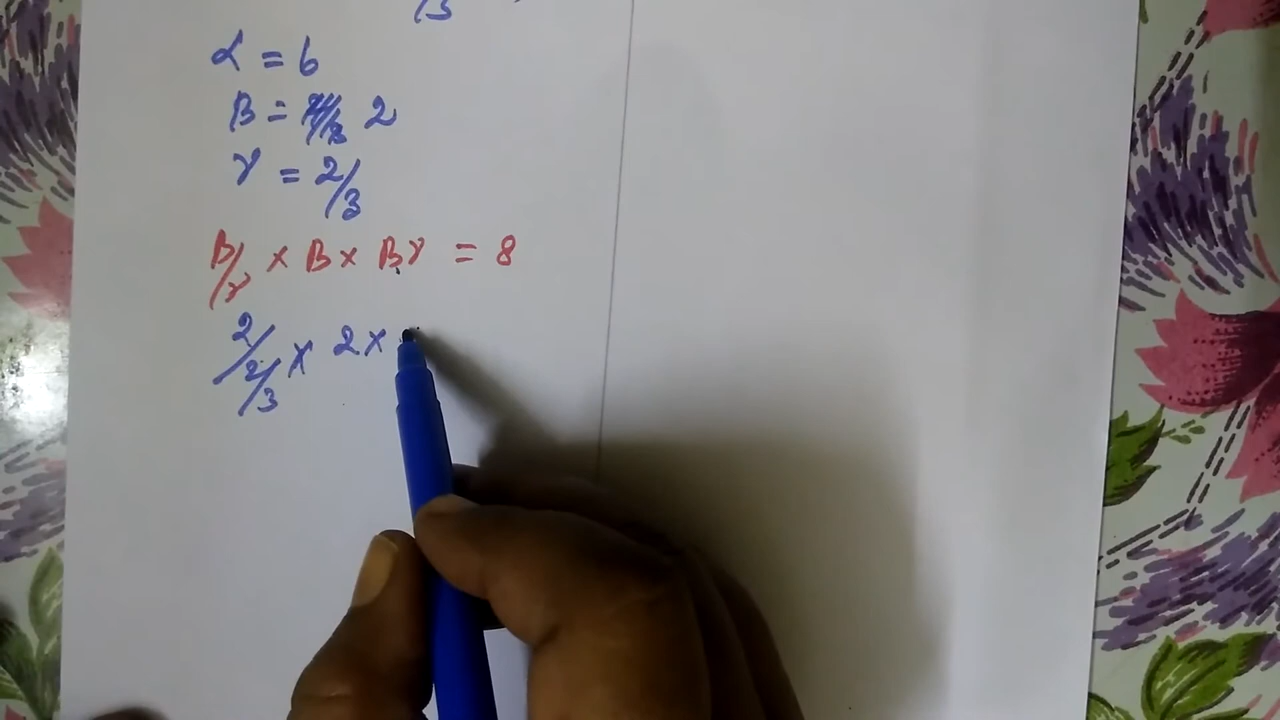 α = 6
β = 2
γ = 2/3
β/γ × β × βγ = 8
2/2/3 × 2 ×